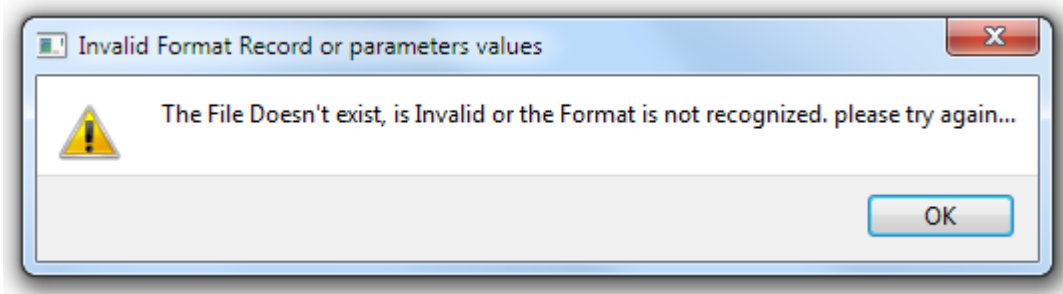 Invalid Format Record or parameters values
The File Doesn't exist, is Invalid or the Format is not recognized. please try again...
OK